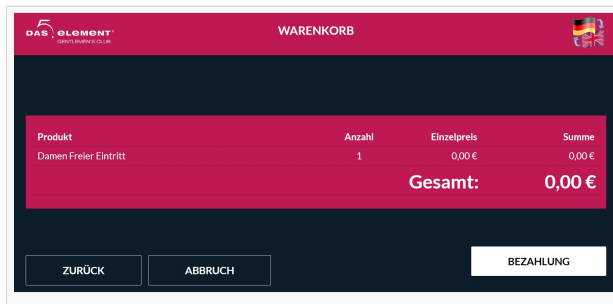 DAS 5 ELEMENT
GENTLEMEN'S CLUB
WARENKORB
Produkt Anzahl Einzelpreis Summe
Damen Freier Eintritt 1 0,00 € 0,00 €
Gesamt: 0,00 €
ZURÜCK ABBRUCH BEZAHLUNG